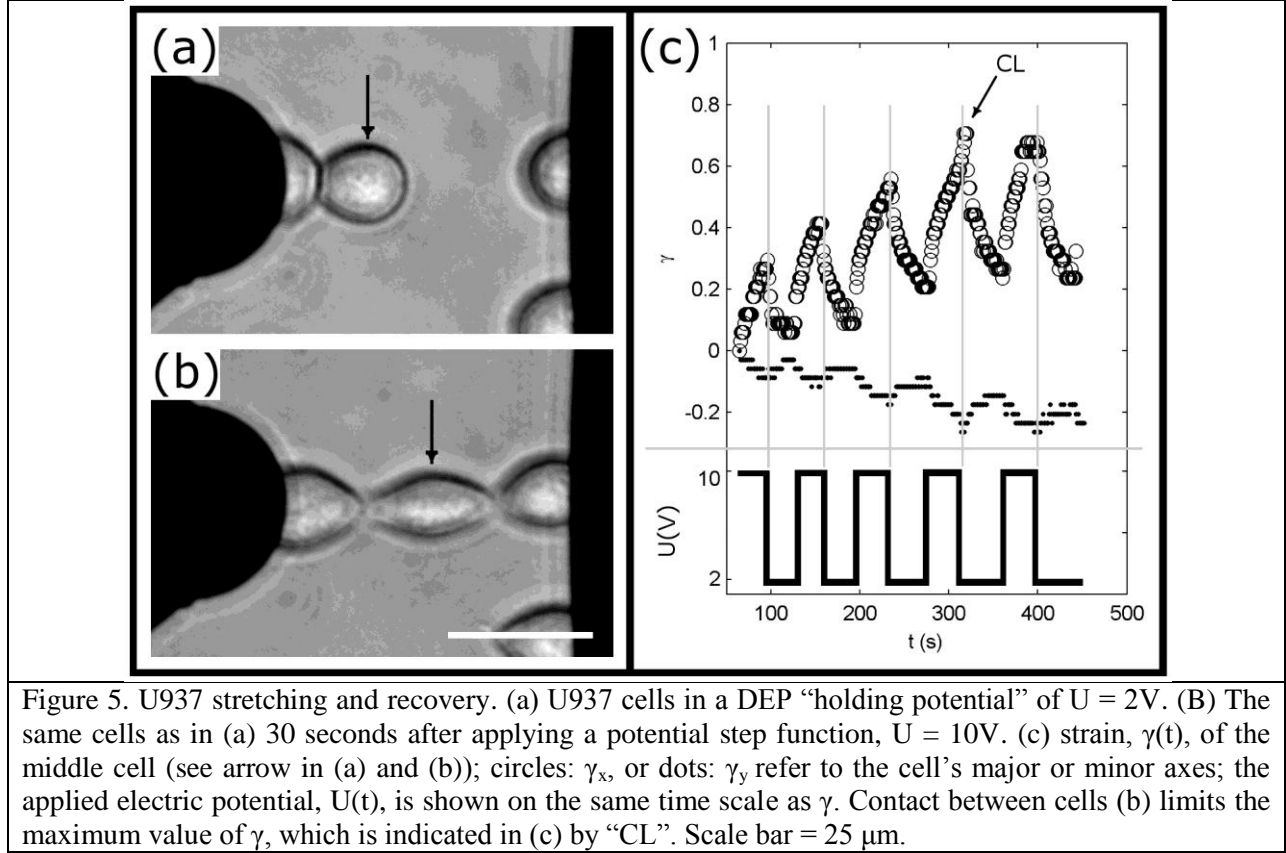 (a)
(b)
(c)
CL
1
0.8
0.6
0.4
0.2
0
-0.2
γ
10
2
U(V)
100 200 300 400 500
t (s)
Figure 5. U937 stretching and recovery. (a) U937 cells in a DEP “holding potential” of U = 2V. (B) The
same cells as in (a) 30 seconds after applying a potential step function, U = 10V. (c) strain, γ(t), of the
middle cell (see arrow in (a) and (b)); circles: γx, or dots: γy refer to the cell’s major or minor axes; the
applied electric potential, U(t), is shown on the same time scale as γ. Contact between cells (b) limits the
maximum value of γ, which is indicated in (c) by “CL”. Scale bar = 25 μm.